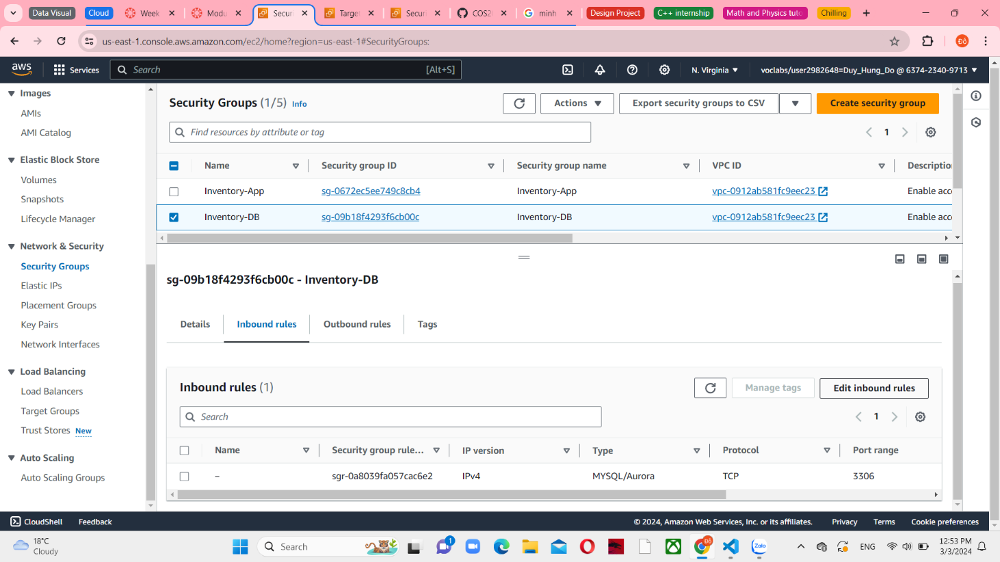 Data Visual Cloud Week Modu Securi Target Securi COS20 minh Design Project C++ internship Math and Physics tuto Chilling
us-east-1.console.aws.amazon.com/ec2/home?region=us-east-1#SecurityGroups: Đỗ
aws Services Search [Alt+S] N. Virginia voclabs/user2982648=Duy_Hung_Do @ 6374-2340-9713
Images
AMIs
AMI Catalog
Elastic Block Store
Volumes
Snapshots
Lifecycle Manager
Network & Security
Security Groups
Elastic IPs
Placement Groups
Key Pairs
Network Interfaces
Load Balancing
Load Balancers
Target Groups
Trust Stores New
Auto Scaling
Auto Scaling Groups
Security Groups (1/5) Info
Actions Export security groups to CSV Create security group
Find resources by attribute or tag 1
Name Security group ID Security group name VPC ID Description
Inventory-App sg-0672ec5ee749c8cb4 Inventory-App vpc-0912ab581fc9eec23 Enable acc
Inventory-DB sg-09b18f4293f6cb00c Inventory-DB vpc-0912ab581fc9eec23 Enable acc
sg-09b18f4293f6cb00c - Inventory-DB
Details Inbound rules Outbound rules Tags
Inbound rules (1)
Manage tags Edit inbound rules
Search 1
Name Security group rule... IP version Type Protocol Port range
– sgr-0a8039fa057cac6e2 IPv4 MYSQL/Aurora TCP 3306
CloudShell Feedback © 2024, Amazon Web Services, Inc. or its affiliates. Privacy Terms Cookie preferences
18°C
Cloudy
Search 1 Đỗ Zalo ENG
12:53 PM
3/3/2024